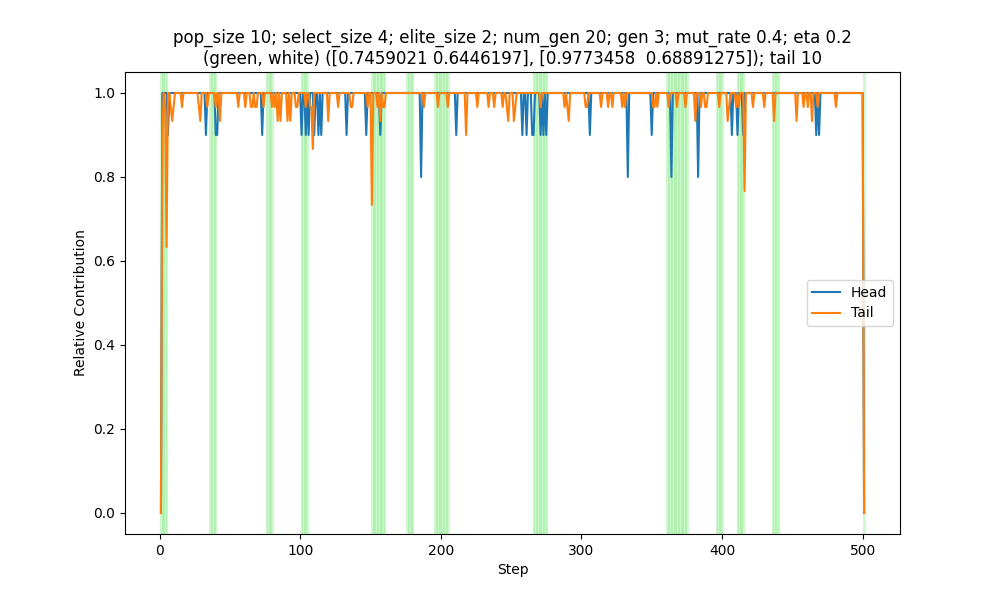 pop_size 10; select_size 4; elite_size 2; num_gen 20; gen 3; mut_rate 0.4; eta 0.2
(green, white) ([0.7459021 0.6446197], [0.9773458  0.68891275]); tail 10
1.0
0.8
0.6
0.4
0.2
0.0
Relative Contribution
Head
Tail
0
100
200
300
400
500
Step